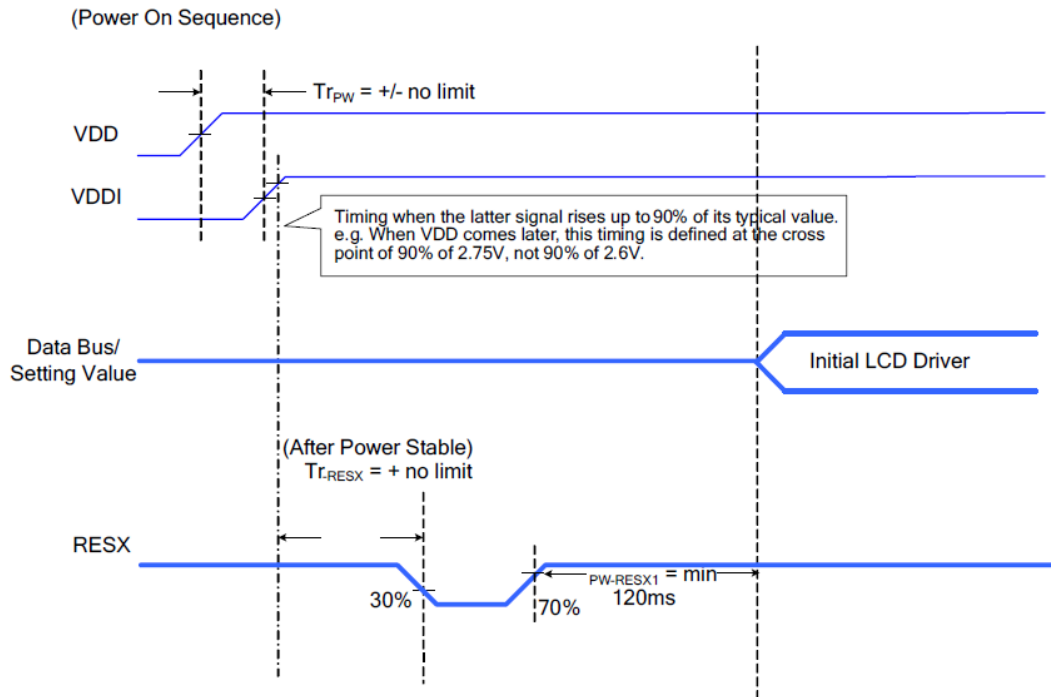 (Power On Sequence)
TrPW = +/- no limit
VDD
VDDI
Timing when the latter signal rises up to 90% of its typical value.
e.g. When VDD comes later, this timing is defined at the cross
point of 90% of 2.75V, not 90% of 2.6V.
Data Bus/
Setting Value
Initial LCD Driver
(After Power Stable)
Tr-RESX = + no limit
RESX
30%
70%
PW-RESX1 = min
120ms